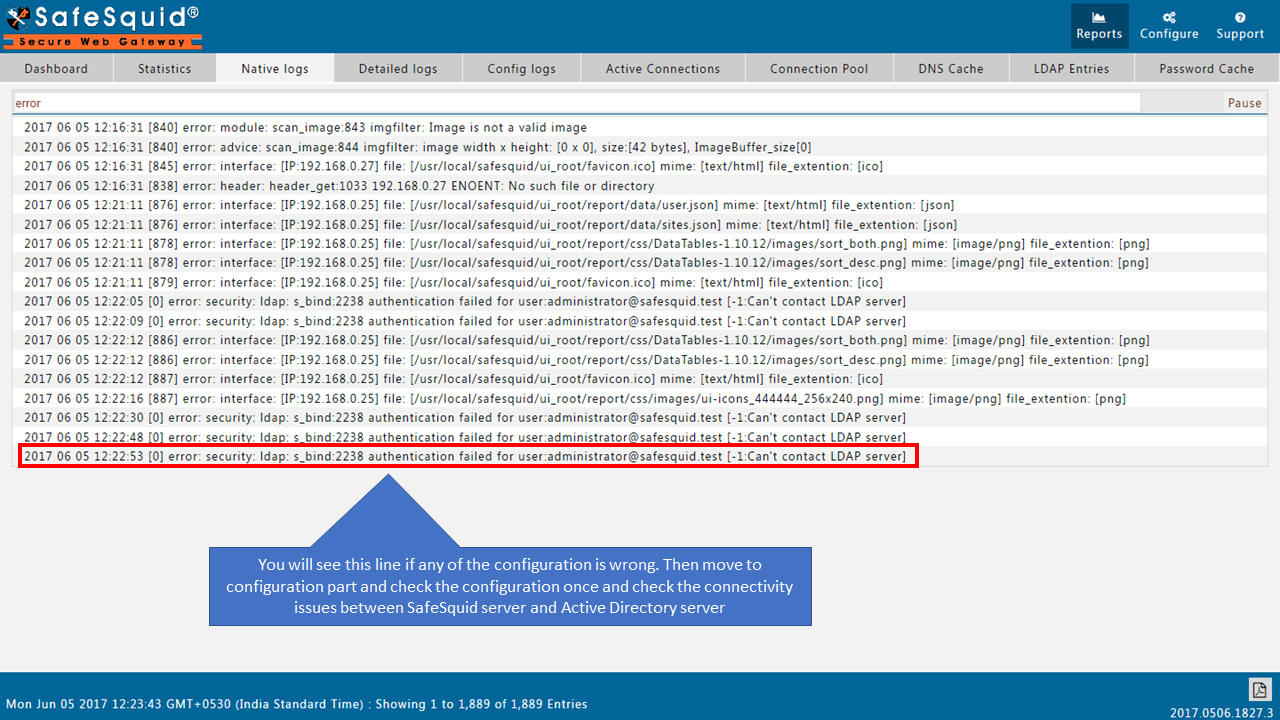 SafeSquid®
Secure Web Gateway
Reports
Configure
Support
Dashboard
Statistics
Native logs
Detailed logs
Config logs
Active Connections
Connection Pool
DNS Cache
LDAP Entries
Password Cache
error
Pause
2017 06 05 12:16:31 [840] error: module: scan_image:843 imgfilter: Image is not a valid image
2017 06 05 12:16:31 [840] error: advice: scan_image:844 imgfilter: image width x height: [0 x 0], size:[42 bytes], ImageBuffer_size[0]
2017 06 05 12:16:31 [845] error: interface: [IP:192.168.0.27] file: [/usr/local/safesquid/ui_root/favicon.ico] mime: [text/html] file_extention: [ico]
2017 06 05 12:16:31 [838] error: header: header_get:1033 192.168.0.27 ENOENT: No such file or directory
2017 06 05 12:21:11 [876] error: interface: [IP:192.168.0.25] file: [/usr/local/safesquid/ui_root/report/data/user.json] mime: [text/html] file_extention: [json]
2017 06 05 12:21:11 [876] error: interface: [IP:192.168.0.25] file: [/usr/local/safesquid/ui_root/report/data/sites.json] mime: [text/html] file_extention: [json]
2017 06 05 12:21:11 [878] error: interface: [IP:192.168.0.25] file: [/usr/local/safesquid/ui_root/report/css/DataTables-1.10.12/images/sort_both.png] mime: [image/png] file_extention: [png]
2017 06 05 12:21:11 [878] error: interface: [IP:192.168.0.25] file: [/usr/local/safesquid/ui_root/report/css/DataTables-1.10.12/images/sort_desc.png] mime: [image/png] file_extention: [png]
2017 06 05 12:21:11 [879] error: interface: [IP:192.168.0.25] file: [/usr/local/safesquid/ui_root/favicon.ico] mime: [text/html] file_extention: [ico]
2017 06 05 12:22:05 [0] error: security: ldap: s_bind:2238 authentication failed for user:administrator@safesquid.test [-1:Can't contact LDAP server]
2017 06 05 12:22:09 [0] error: security: ldap: s_bind:2238 authentication failed for user:administrator@safesquid.test [-1:Can't contact LDAP server]
2017 06 05 12:22:12 [886] error: interface: [IP:192.168.0.25] file: [/usr/local/safesquid/ui_root/report/css/DataTables-1.10.12/images/sort_both.png] mime: [image/png] file_extention: [png]
2017 06 05 12:22:12 [886] error: interface: [IP:192.168.0.25] file: [/usr/local/safesquid/ui_root/report/css/DataTables-1.10.12/images/sort_desc.png] mime: [image/png] file_extention: [png]
2017 06 05 12:22:12 [887] error: interface: [IP:192.168.0.25] file: [/usr/local/safesquid/ui_root/favicon.ico] mime: [text/html] file_extention: [ico]
2017 06 05 12:22:16 [887] error: interface: [IP:192.168.0.25] file: [/usr/local/safesquid/ui_root/report/css/images/ui-icons_444444_256x240.png] mime: [image/png] file_extention: [png]
2017 06 05 12:22:30 [0] error: security: ldap: s_bind:2238 authentication failed for user:administrator@safesquid.test [-1:Can't contact LDAP server]
2017 06 05 12:22:48 [0] error: security: ldap: s_bind:2238 authentication failed for user:administrator@safesquid.test [-1:Can't contact LDAP server]
2017 06 05 12:22:53 [0] error: security: ldap: s_bind:2238 authentication failed for user:administrator@safesquid.test [-1:Can't contact LDAP server]
You will see this line if any of the configuration is wrong. Then move to
configuration part and check the configuration once and check the connectivity
issues between SafeSquid server and Active Directory server
Mon Jun 05 2017 12:23:43 GMT+0530 (India Standard Time) : Showing 1 to 1,889 of 1,889 Entries
2017.0506.1827.3